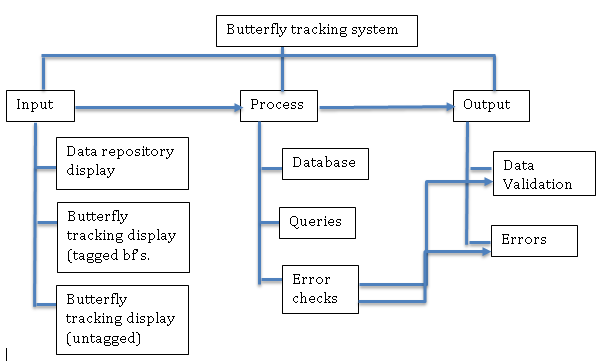 Butterfly tracking system
Input
Process
Output
Data repository
display
Butterfly
tracking display
(tagged bf's.
Butterfly
tracking display
(untagged)
Database
Queries
Error
checks
Data
Validation
Errors